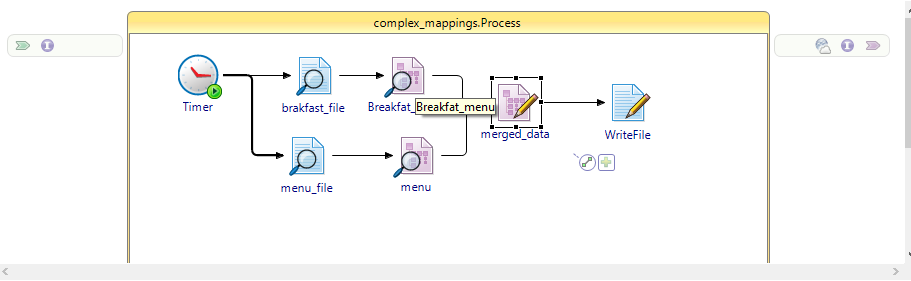 complex_mappings.Process
Timer
brakfast_file
Breakfat_
Breakfat_menu
merged_data
WriteFile
menu_file
menu